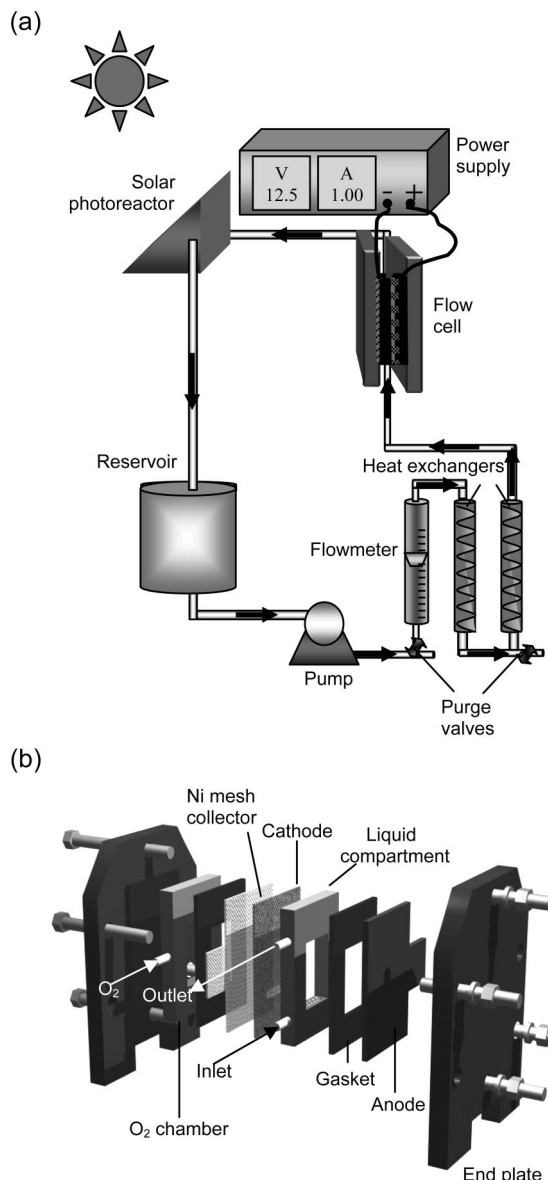 (a)
Power
supply
V
12.5
A
1.00
- +
Solar
photoreactor
Flow
cell
Reservoir
Heat exchangers
Flowmeter
Pump
Purge
valves
(b)
Ni mesh
collector
Cathode
Liquid
compartment
O₂
Outlet
Inlet
Gasket
Anode
O₂ chamber
End plate